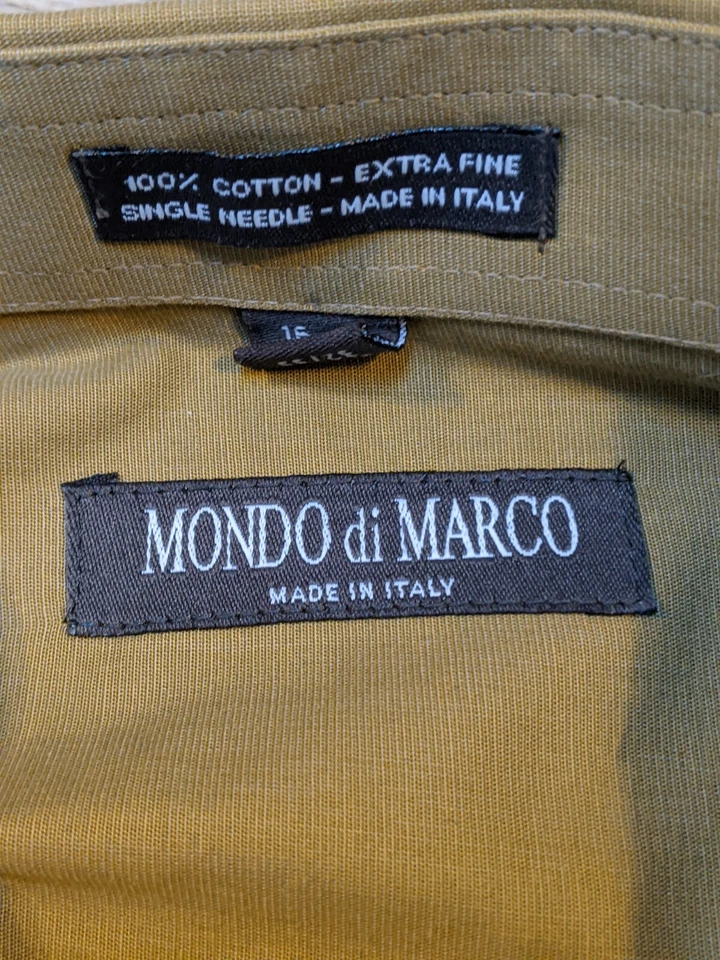 100% COTTON - EXTRA FINE
SINGLE NEEDLE - MADE IN ITALY
MONDO di MARCO
MADE IN ITALY